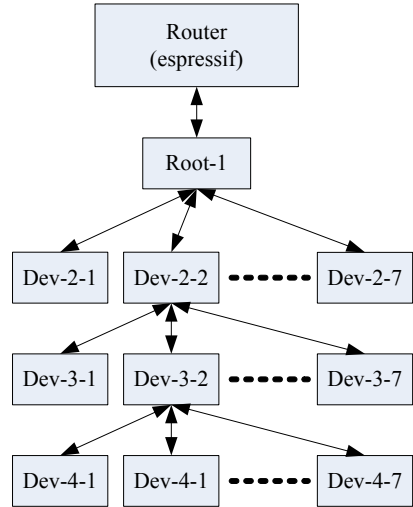 Router
(espressif)
Root-1
Dev-2-1 Dev-2-2 Dev-2-7
Dev-3-1 Dev-3-2 Dev-3-7
Dev-4-1 Dev-4-1 Dev-4-7